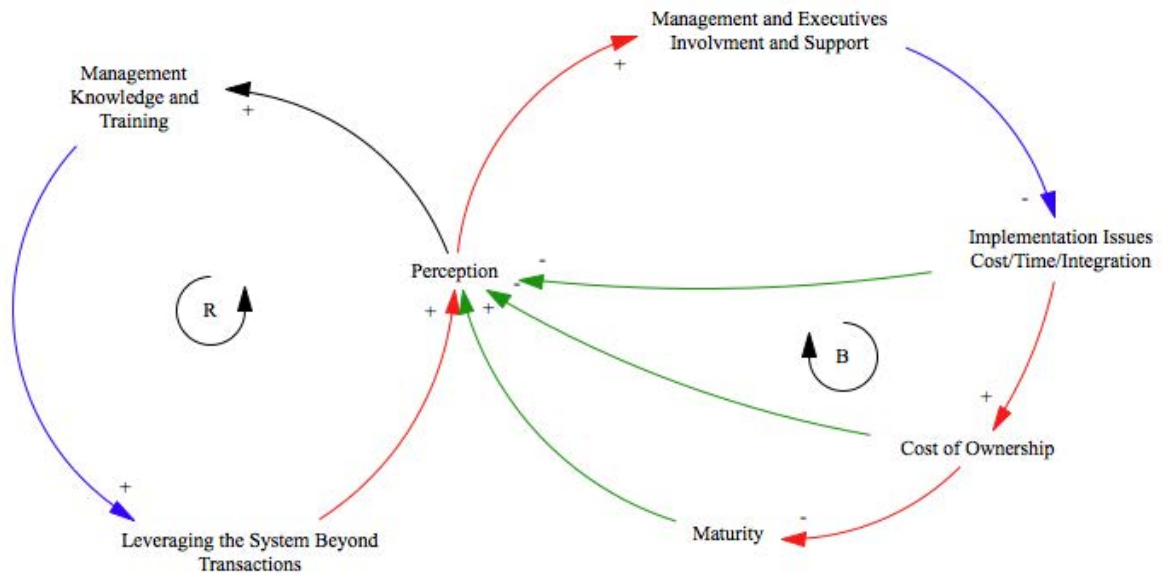 Management and Executives
Involvment and Support
Management
Knowledge and
Training
+
+
-
Implementation Issues
Cost/Time/Integration
-
Perception
-
+
+
R
B
+
Cost of Ownership
+
-
Maturity
Leveraging the System Beyond
Transactions